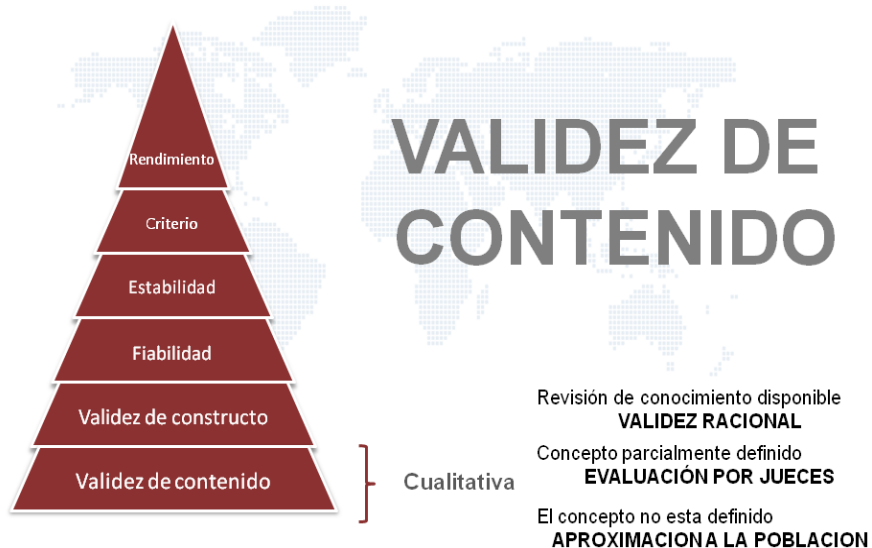 VALIDEZ DE
CONTENIDO
Rendimiento
Criterio
Estabilidad
Fiabilidad
Validez de constructo
Validez de contenido
Cualitativa
Revisión de conocimiento disponible
VALIDEZ RACIONAL
Concepto parcialmente definido
EVALUACIÓN POR JUECES
El concepto no esta definido
APROXIMACION A LA POBLACION